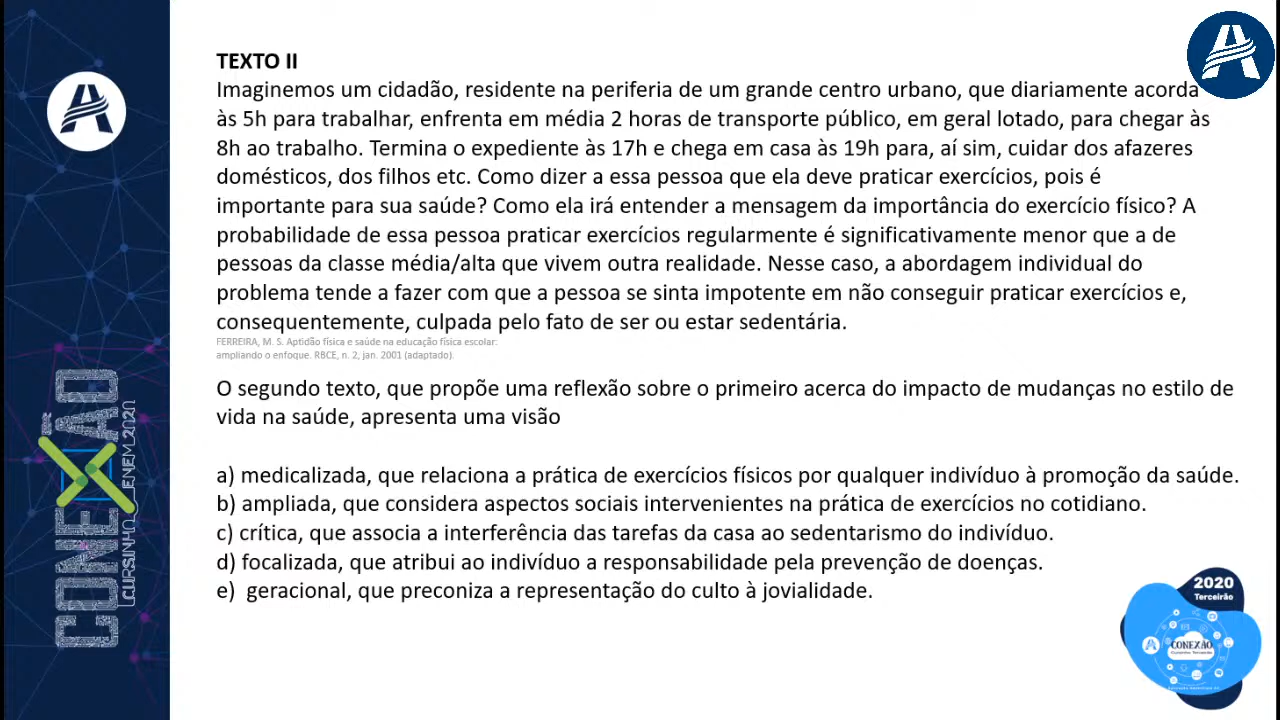 TEXTO II
Imaginemos um cidadão, residente na periferia de um grande centro urbano, que diariamente acorda
às 5h para trabalhar, enfrenta em média 2 horas de transporte público, em geral lotado, para chegar às
8h ao trabalho. Termina o expediente às 17h e chega em casa às 19h para, aí sim, cuidar dos afazeres
domésticos, dos filhos etc. Como dizer a essa pessoa que ela deve praticar exercícios, pois é
importante para sua saúde? Como ela irá entender a mensagem da importância do exercício físico? A
probabilidade de essa pessoa praticar exercícios regularmente é significativamente menor que a de
pessoas da classe média/alta que vivem outra realidade. Nesse caso, a abordagem individual do
problema tende a fazer com que a pessoa se sinta impotente em não conseguir praticar exercícios e,
consequentemente, culpada pelo fato de ser ou estar sedentária.
FERREIRA, M. S. Aptidão física e saúde na educação física escolar:
ampliando o enfoque. RBCE, n. 2, jan. 2001 (adaptado).
O segundo texto, que propõe uma reflexão sobre o primeiro acerca do impacto de mudanças no estilo de
vida na saúde, apresenta uma visão
a) medicalizada, que relaciona a prática de exercícios físicos por qualquer indivíduo à promoção da saúde.
b) ampliada, que considera aspectos sociais intervenientes na prática de exercícios no cotidiano.
c) crítica, que associa a interferência das tarefas da casa ao sedentarismo do indivíduo.
d) focalizada, que atribui ao indivíduo a responsabilidade pela prevenção de doenças.
e) geracional, que preconiza a representação do culto à jovialidade.
CONEXÃO
CURSINHO_ENEM_2020
2020
Terceirão
CONEXÃO